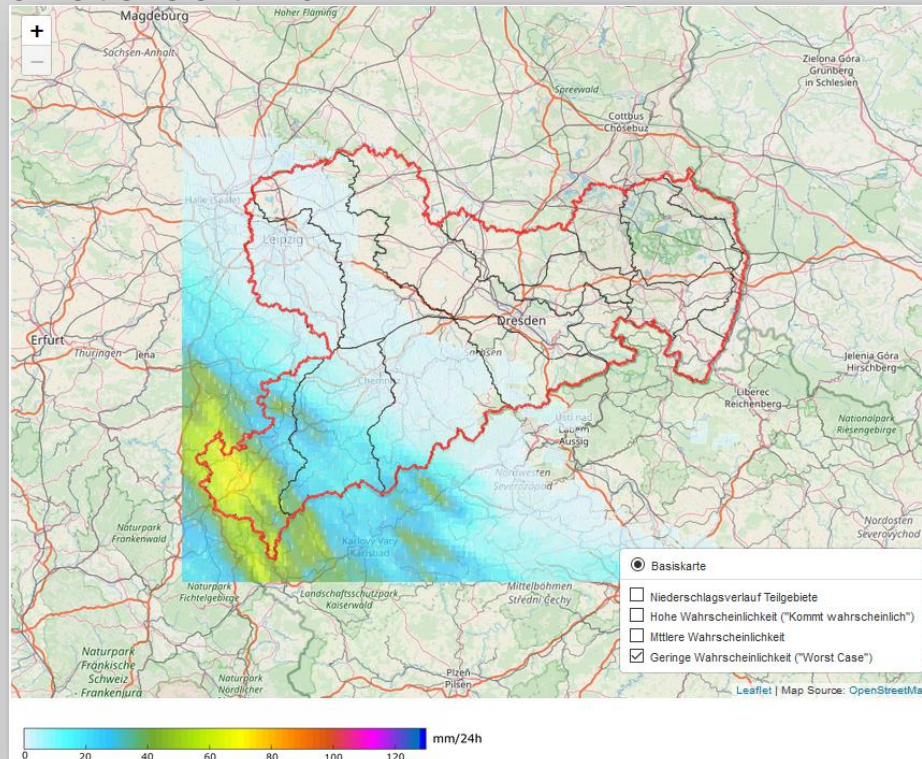 Magdeburg
Hoher Fläming
+
−
Sachsen-Anhalt
Zielona Góra
Grünberg
in Schlesien
Spreewald
Cottbus
Chóśebuz
Halle (Saale)
Leipzig
Erfurt
Thüringen
Jena
Dresden
Sachsen
Chemnitz
Jelenia Góra
Hirschberg
Liberec
Reichenberg
Nationalpark
Riesengebirge
Ústí nad
Labem
Aussig
Nordwesten
Severozápad
Nordosten
Severovýchod
Naturpark
Frankenwald
Karlovy Vary
Karlsbad
Naturpark
Fichtelgebirge
Landschaftsschutzpark
Kaiserwald
Mittelböhmen
Střední Čechy
Naturpark
Fränkische
Schweiz
- Frankenjura
Naturpark
Nördlicher
Plzeň
Pilsen
Basiskarte
Niederschlagsverlauf Teilgebiete
Hohe Wahrscheinlichkeit ("Kommt wahrscheinlich")
Mttlere Wahrscheinlichkeit
Geringe Wahrscheinlichkeit ("Worst Case")
Leaflet | Map Source: OpenStreetMa
0 20 40 60 80 100 120 mm/24h